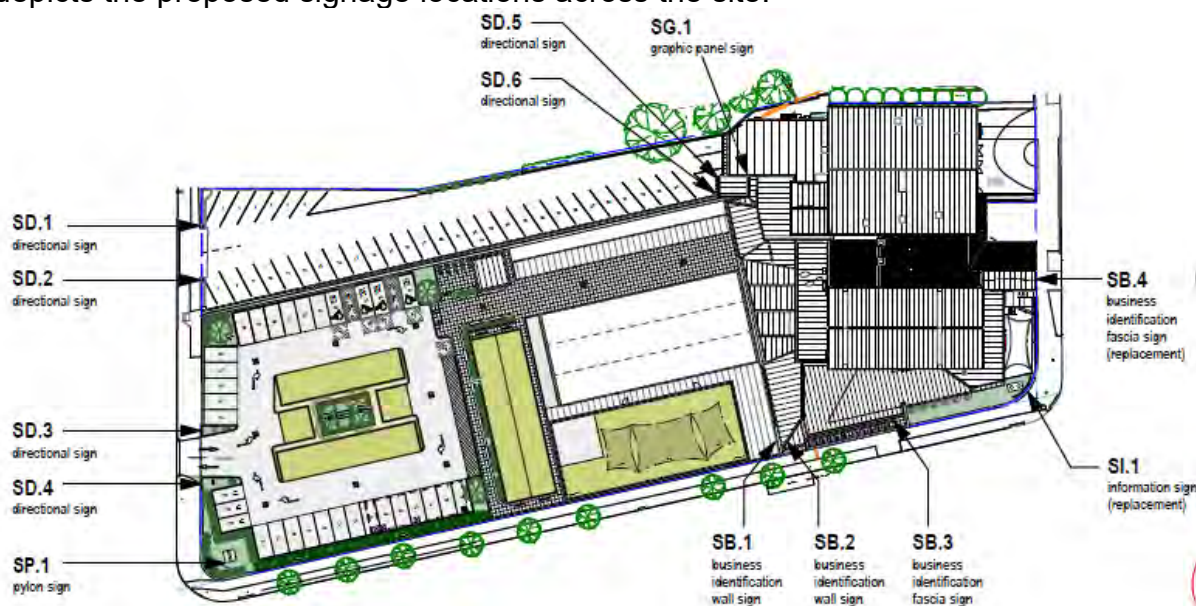 depicts the proposed signage locations across the site.
SD.5
directional sign
SD.6
directional sign
SG.1
graphic panel sign
SD.1
directional sign
SD.2
directional sign
SD.3
directional sign
SD.4
directional sign
SP.1
pylon sign
SB.4
business
identification
fascia sign
(replacement)
SI.1
information sign
(replacement)
SB.1
business
identification
wall sign
SB.2
business
identification
wall sign
SB.3
business
identification
fascia sign